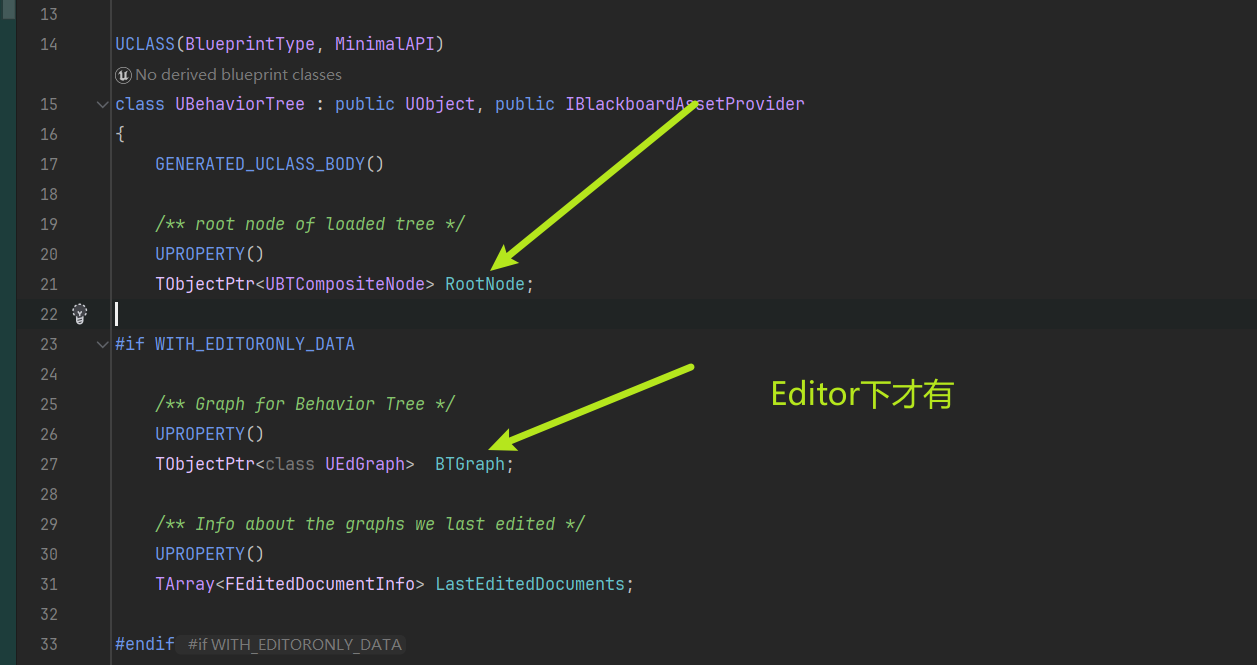 13
14 UCLASS(BlueprintType, MinimalAPI)
No derived blueprint classes
15 class UBehaviorTree : public UObject, public IBlackboardAssetProvider
16 {
17 GENERATED_UCLASS_BODY()
18
19 /** root node of loaded tree */
20 UPROPERTY()
21 TObjectPtr<UBTCompositeNode> RootNode;
22
23 #if WITH_EDITORONLY_DATA
24
Editor下才有
25 /** Graph for Behavior Tree */
26 UPROPERTY()
27 TObjectPtr<class UEdGraph> BTGraph;
28
29 /** Info about the graphs we last edited */
30 UPROPERTY()
31 TArray<FEditedDocumentInfo> LastEditedDocuments;
32
33 #endif #if WITH_EDITORONLY_DATA